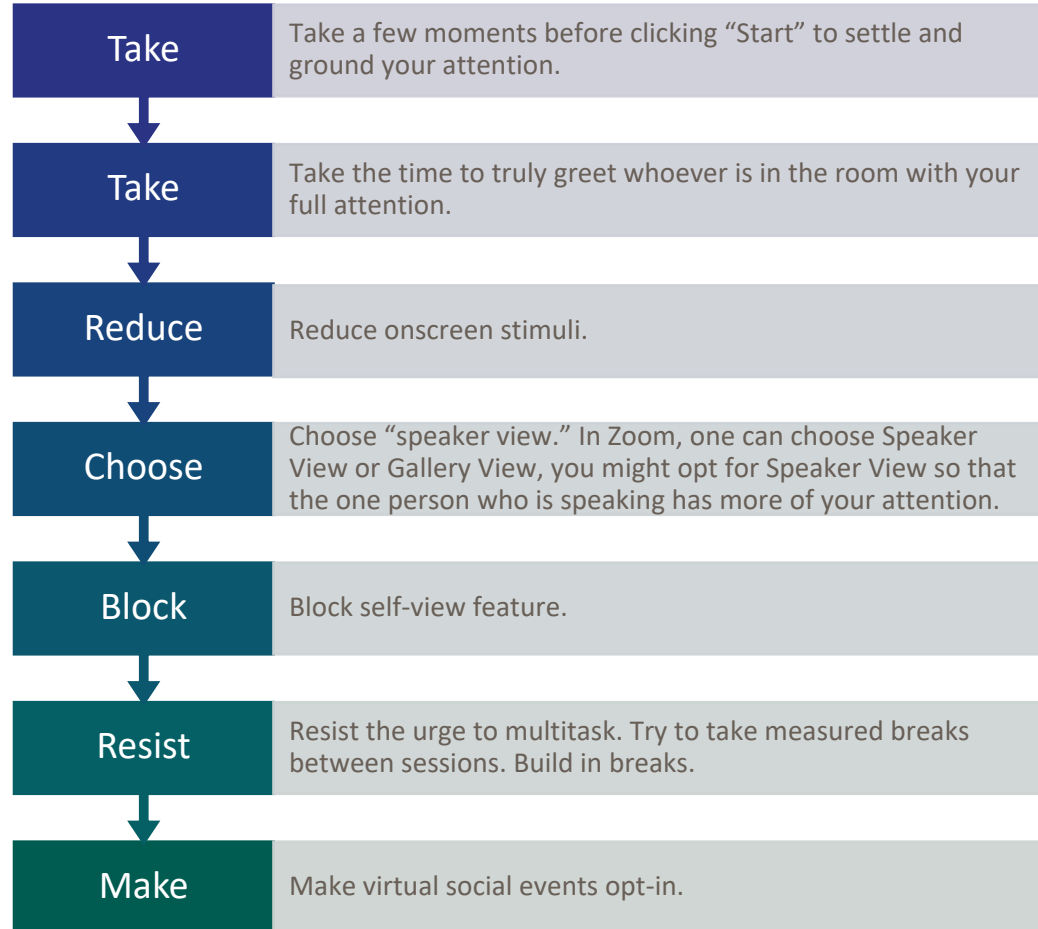 Take
Take a few moments before clicking “Start” to settle and
ground your attention.
Take
Take the time to truly greet whoever is in the room with your
full attention.
Reduce
Reduce onscreen stimuli.
Choose
Choose “speaker view.” In Zoom, one can choose Speaker
View or Gallery View, you might opt for Speaker View so that
the one person who is speaking has more of your attention.
Block
Block self-view feature.
Resist
Resist the urge to multitask. Try to take measured breaks
between sessions. Build in breaks.
Make
Make virtual social events opt-in.